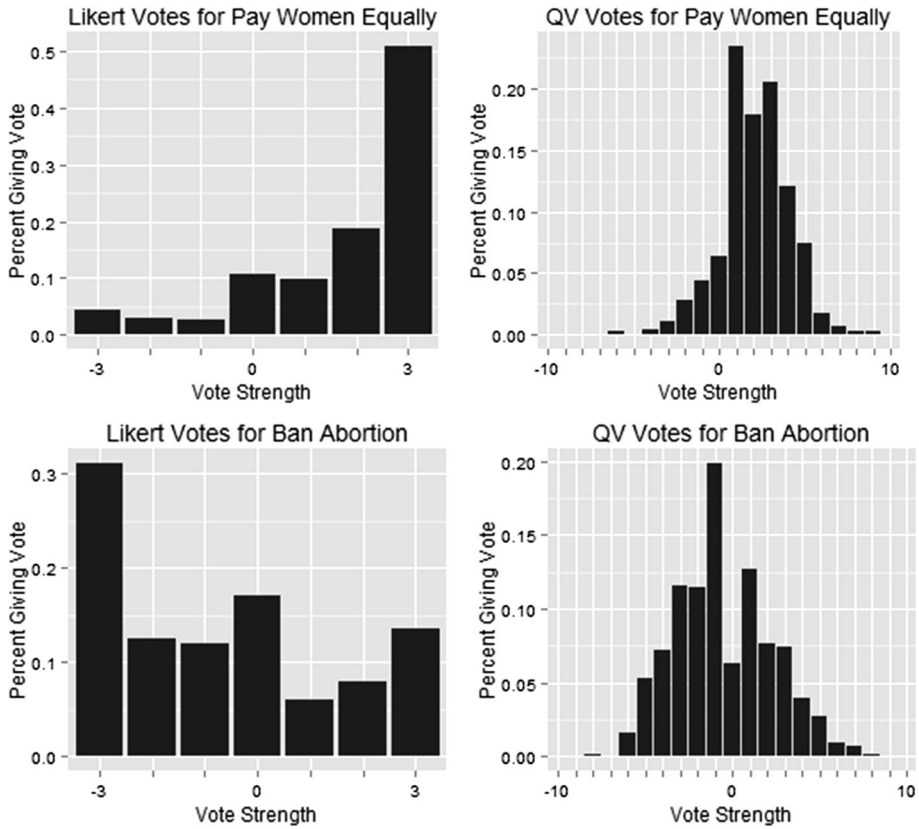 Likert Votes for Pay Women Equally
Percent Giving Vote
0.5
0.4
0.3
0.2
0.1
0.0
-3
0
3
Vote Strength
QV Votes for Pay Women Equally
Percent Giving Vote
0.20
0.15
0.10
0.05
0.00
-10
0
10
Vote Strength
Likert Votes for Ban Abortion
Percent Giving Vote
0.3
0.2
0.1
0.0
-3
0
3
Vote Strength
QV Votes for Ban Abortion
Percent Giving Vote
0.20
0.15
0.10
0.05
0.00
-10
0
10
Vote Strength